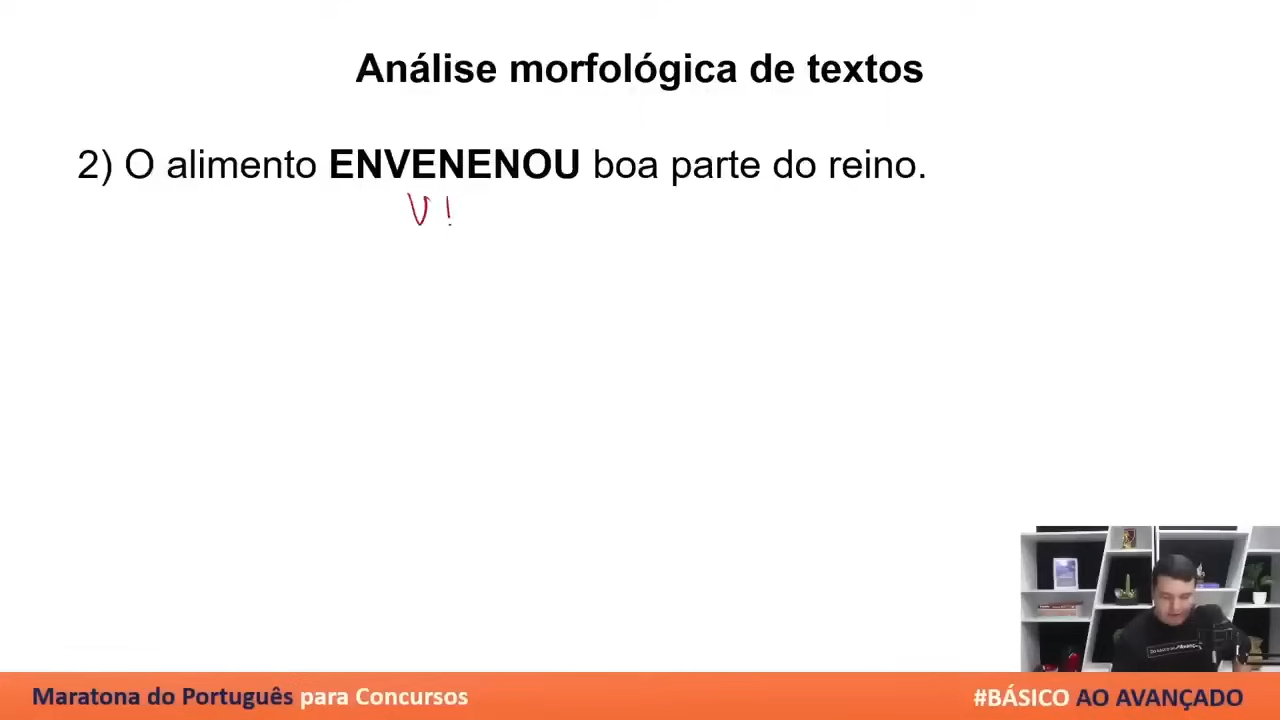 Análise morfológica de textos
2) O alimento ENVENENOU boa parte do reino.
V!
Maratona do Português para Concursos
#BÁSICO AO AVANÇADO